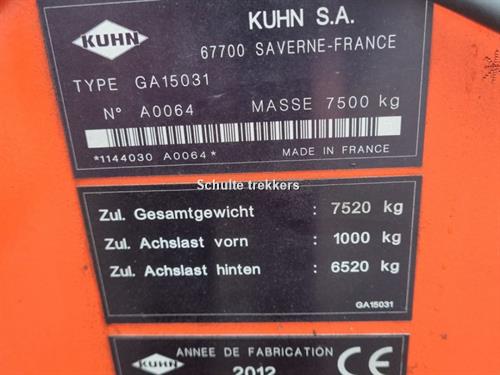 KUHN
KUHN S.A.
67700 SAVERNE-FRANCE
TYPE GA15031
N° A0064 MASSE 7500 kg
*1144030 A0064* MADE IN FRANCE
Schulte trekkers
Zul. Gesamtgewicht : 7520 kg
Zul. Achslast vorn : 1000 kg
Zul. Achslast hinten : 6520 kg
GA15031
KUHN ANNEE DE FABRICATION CE
2012